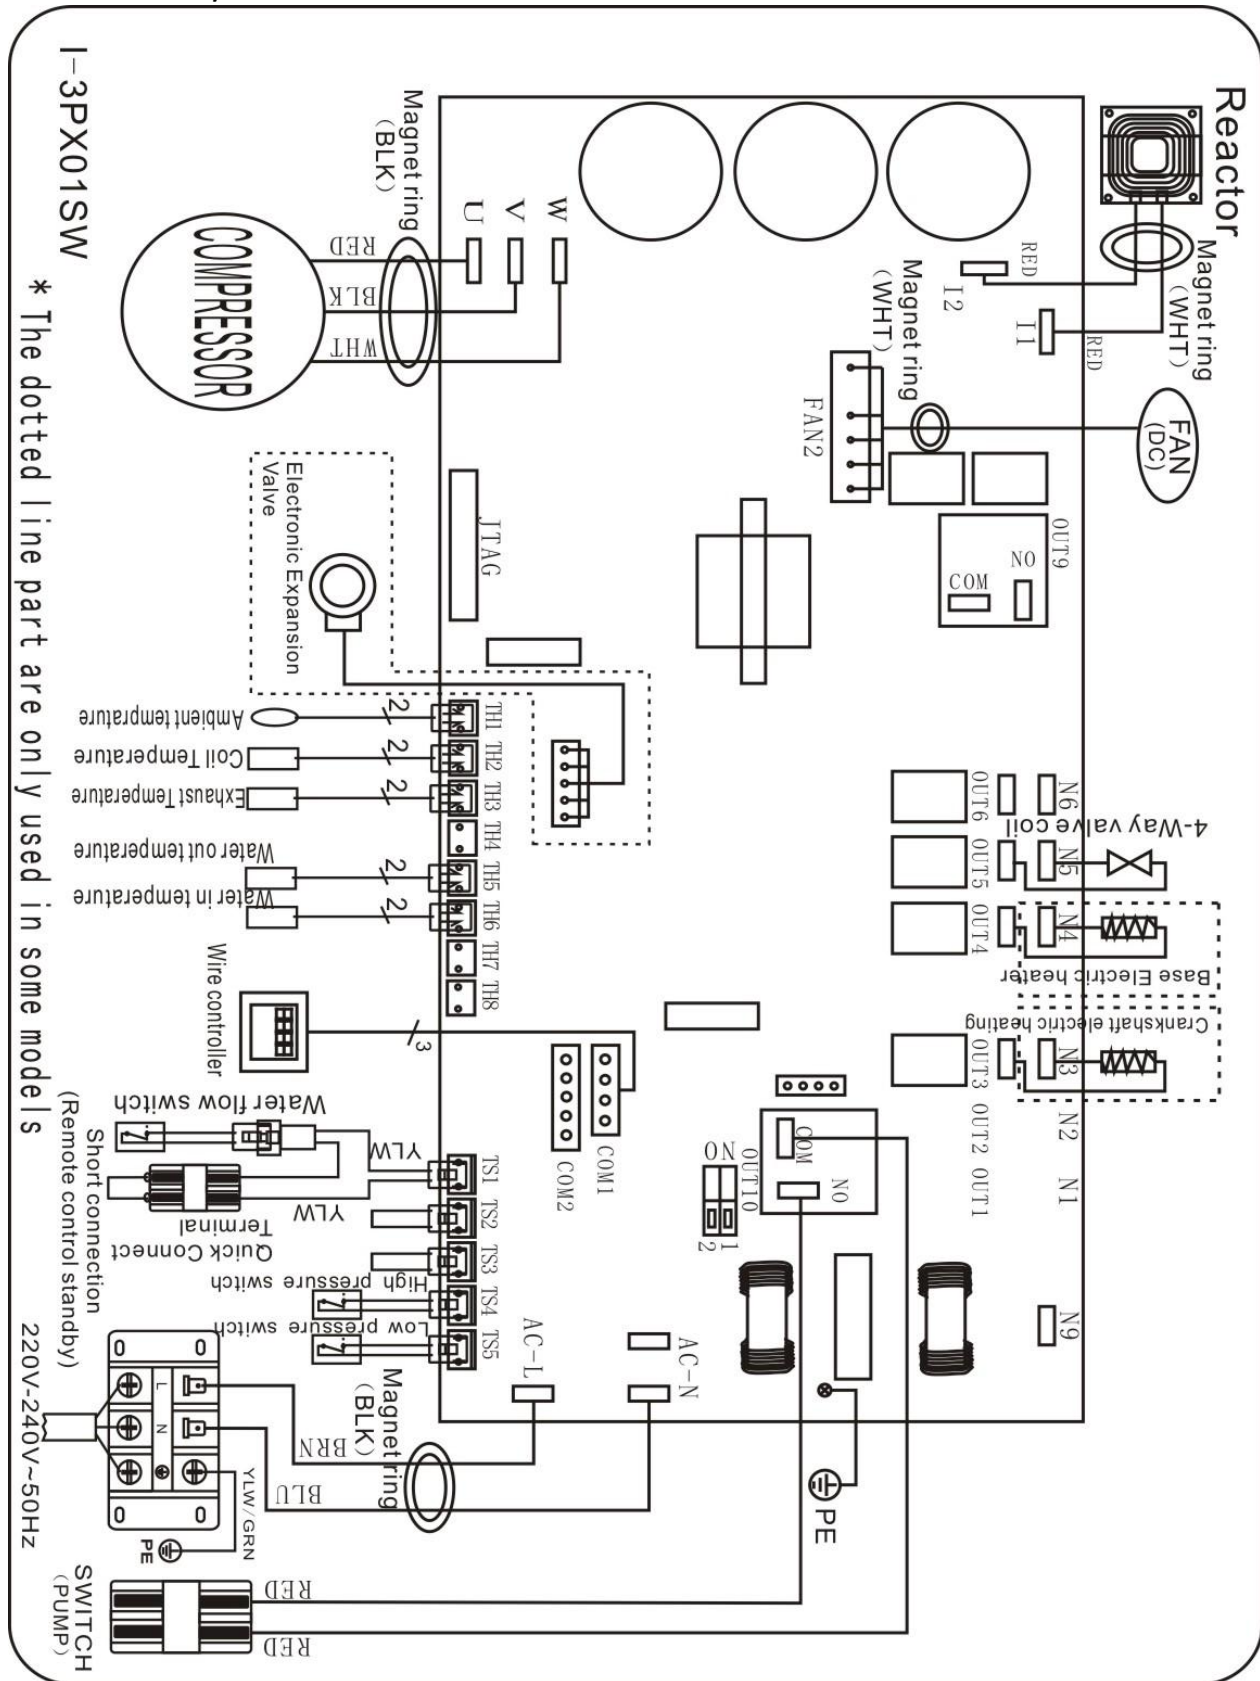 Reactor
Magnet ring
(WHT)
FAN
(DC)
RED
RED
I2
I1
Magnet ring
(WHT)
FAN2
OUT9
NO
COM
N6
OUT6
4-Way valve coil
N5
OUT5
N4
OUT4
Base Electric heater
Crankshaft electric heating
N3
OUT3
N2
OUT2
N1
OUT1
N9
COM
NO
OUT10
NO
1
2
PE
Magnet ring
(BLK)
U
V
W
I-3PX01SW
COMPRESSOR
RED
BLK
WHT
JTAG
Electronic Expansion
Valve
Ambient temprature
2
TH1
Coil Temperature
2
TH2
Exhaust Temperature
2
TH3
TH4
Water out temperature
2
TH5
Water in temperature
2
TH6
TH7
TH8
Wire controller
3
COM1
COM2
Water flow switch
YLW
TS1
Short connection
(Remote control standby)
Quick Connect
Terminal
YLW
TS2
TS3
High pressure switch
TS4
Low pressure switch
TS5
AC-L
AC-N
Magnet ring
(BLK)
BRN
BLU
L
N
YLW/GRN
PE
220V-240V~50Hz
SWITCH
(PUMP)
RED
RED
* The dotted line part are only used in some models